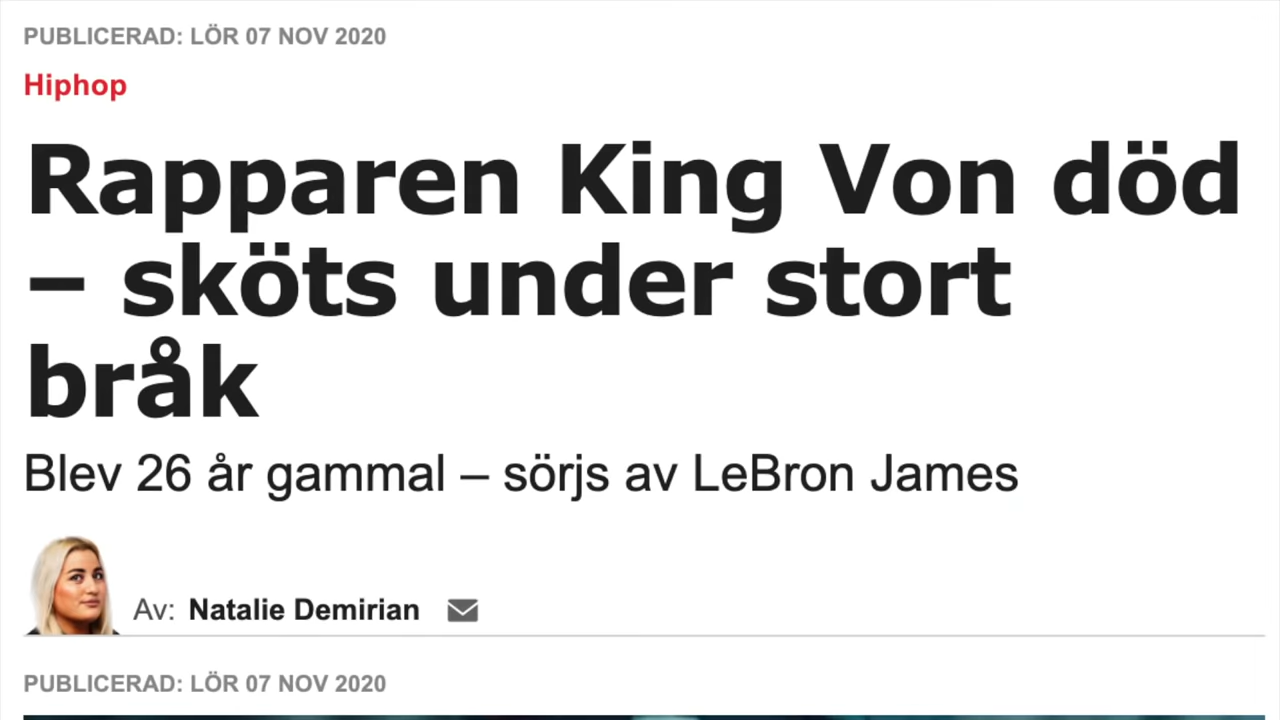 PUBLICERAD: LÖR 07 NOV 2020
Hiphop
Rapparen King Von död
– sköts under stort
bråk
Blev 26 år gammal – sörjs av LeBron James
Av: Natalie Demirian
PUBLICERAD: LÖR 07 NOV 2020